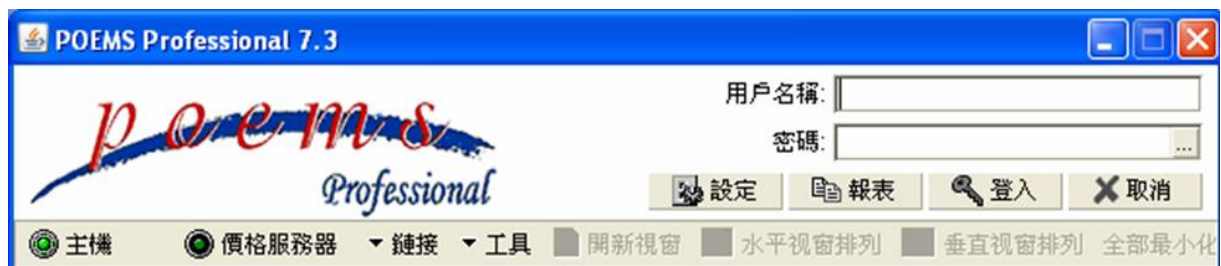 POEMS Professional 7.3
poems
Professional
用戶名稱:
密碼:
...
設定 報表 登入 取消
主機 價格服務器 鏈接 工具 開新視窗 水平视窗排列 垂直视窗排列 全部最小化